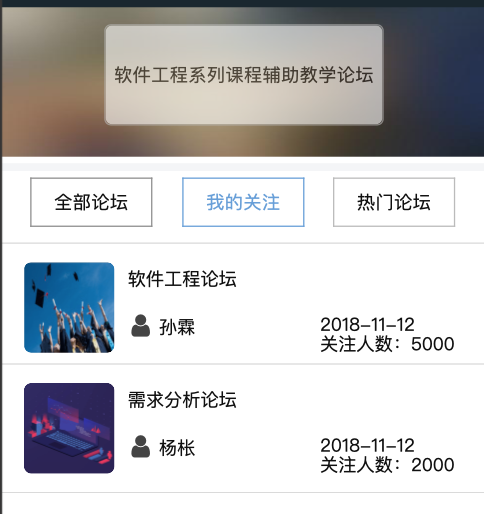 软件工程系列课程辅助教学论坛
全部论坛 我的关注 热门论坛
软件工程论坛
孙霖 2018-11-12
关注人数：5000
需求分析论坛
杨枨 2018-11-12
关注人数：2000